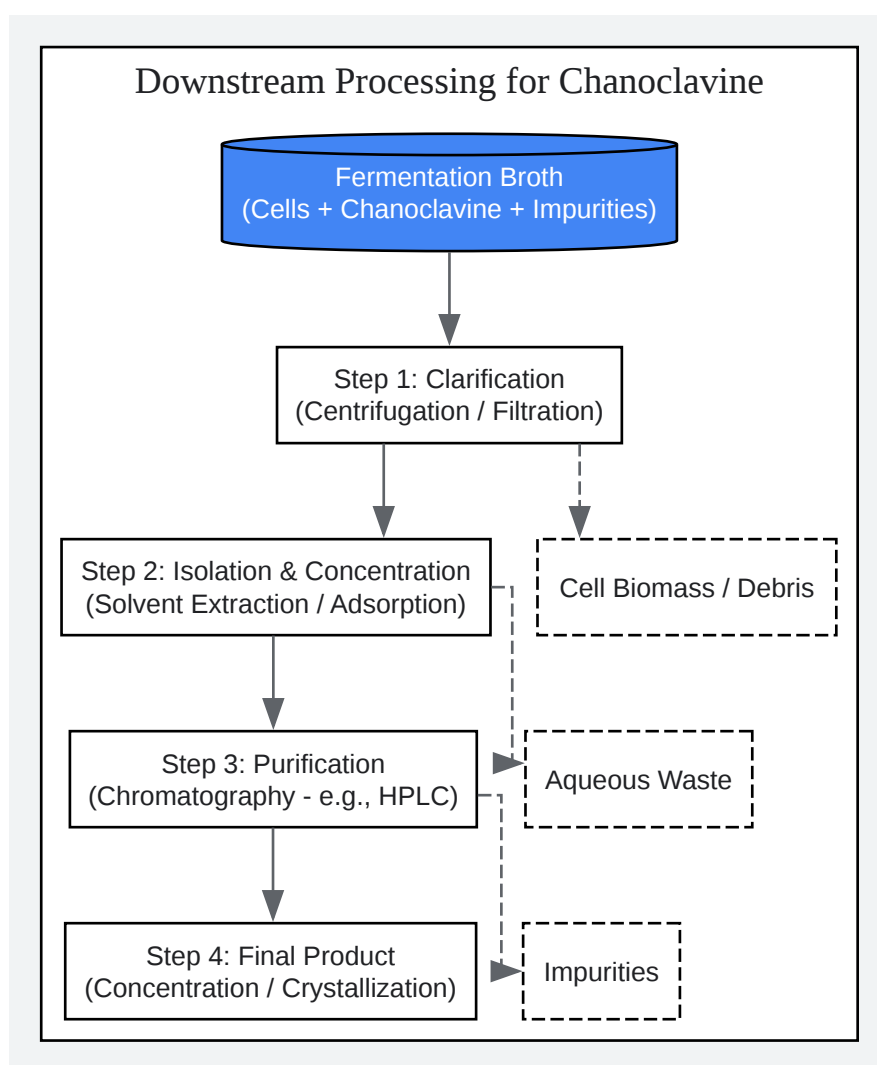 Downstream Processing for Chanoclavine
Fermentation Broth
(Cells + Chanoclavine + Impurities)
Step 1: Clarification
(Centrifugation / Filtration)
Step 2: Isolation & Concentration
(Solvent Extraction / Adsorption)
Cell Biomass / Debris
Step 3: Purification
(Chromatography - e.g., HPLC)
Aqueous Waste
Step 4: Final Product
(Concentration / Crystallization)
Impurities